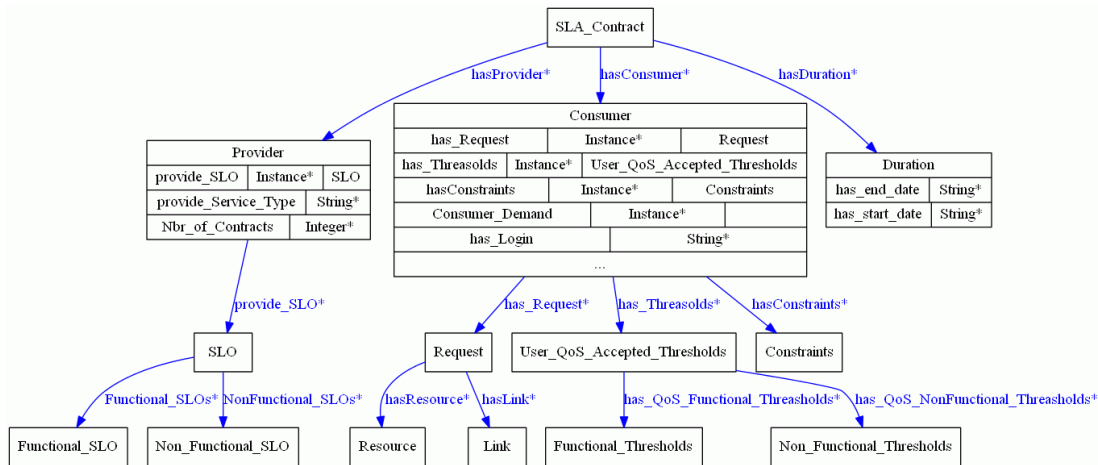 SLA_Contract
hasProvider* hasConsumer* hasDuration*
Provider
provide_SLO Instance* SLO
provide_Service_Type String*
Nbr_of_Contracts Integer*
Consumer
has_Request Instance* Request
has_Threasolds Instance* User_QoS_Accepted_Thresholds
hasConstraints Instance* Constraints
Consumer_Demand Instance*
has_Login String*
...
Duration
has_end_date String*
has_start_date String*
provide_SLO* has_Request* has_Threasolds* hasConstraints*
SLO Request User_QoS_Accepted_Thresholds Constraints
Functional_SLOs* NonFunctional_SLOs* hasResource* hasLink* has_QoS_Functional_Thresholds* has_QoS_NonFunctional_Threasholds*
Functional_SLO Non_Functional_SLO Resource Link Functional_Thresholds Non_Functional_Thresholds